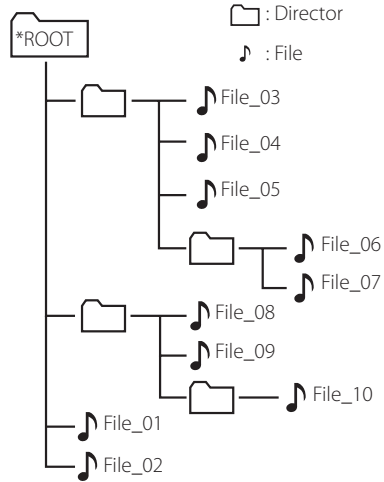 *ROOT
: Director
: File
File_03
File_04
File_05
File_06
File_07
File_08
File_09
File_10
File_01
File_02